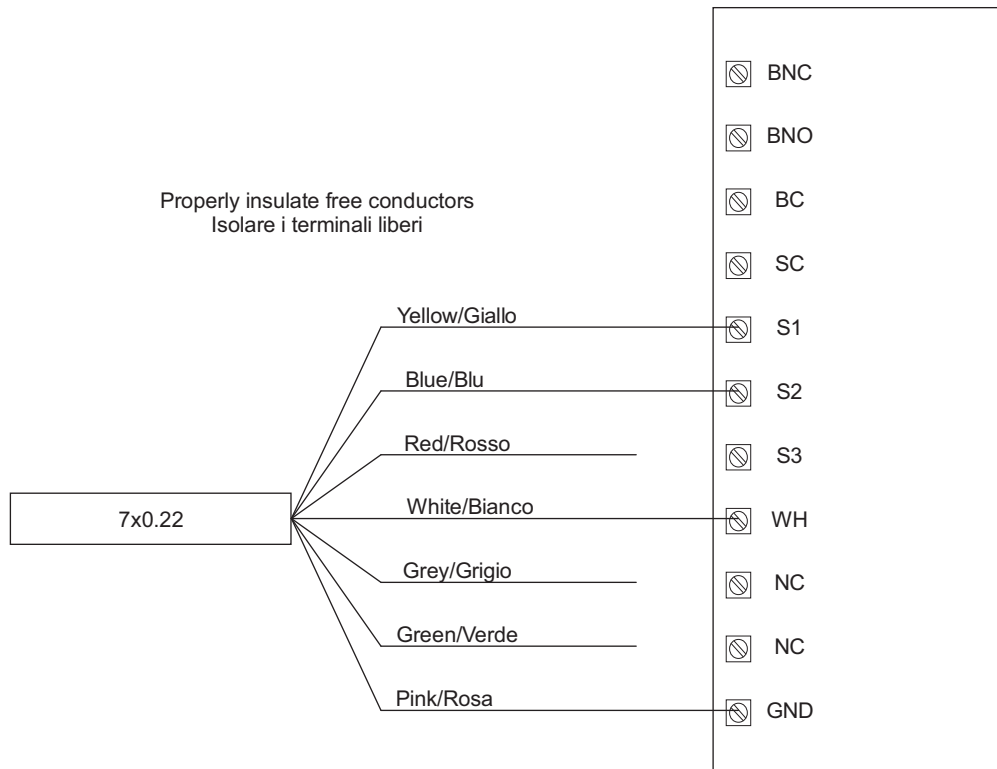 BNC
BNO
Properly insulate free conductors
Isolare i terminali liberi
BC
SC
Yellow/Giallo
S1
Blue/Blu
S2
Red/Rosso
S3
7x0.22
White/Bianco
WH
Grey/Grigio
NC
Green/Verde
NC
Pink/Rosa
GND